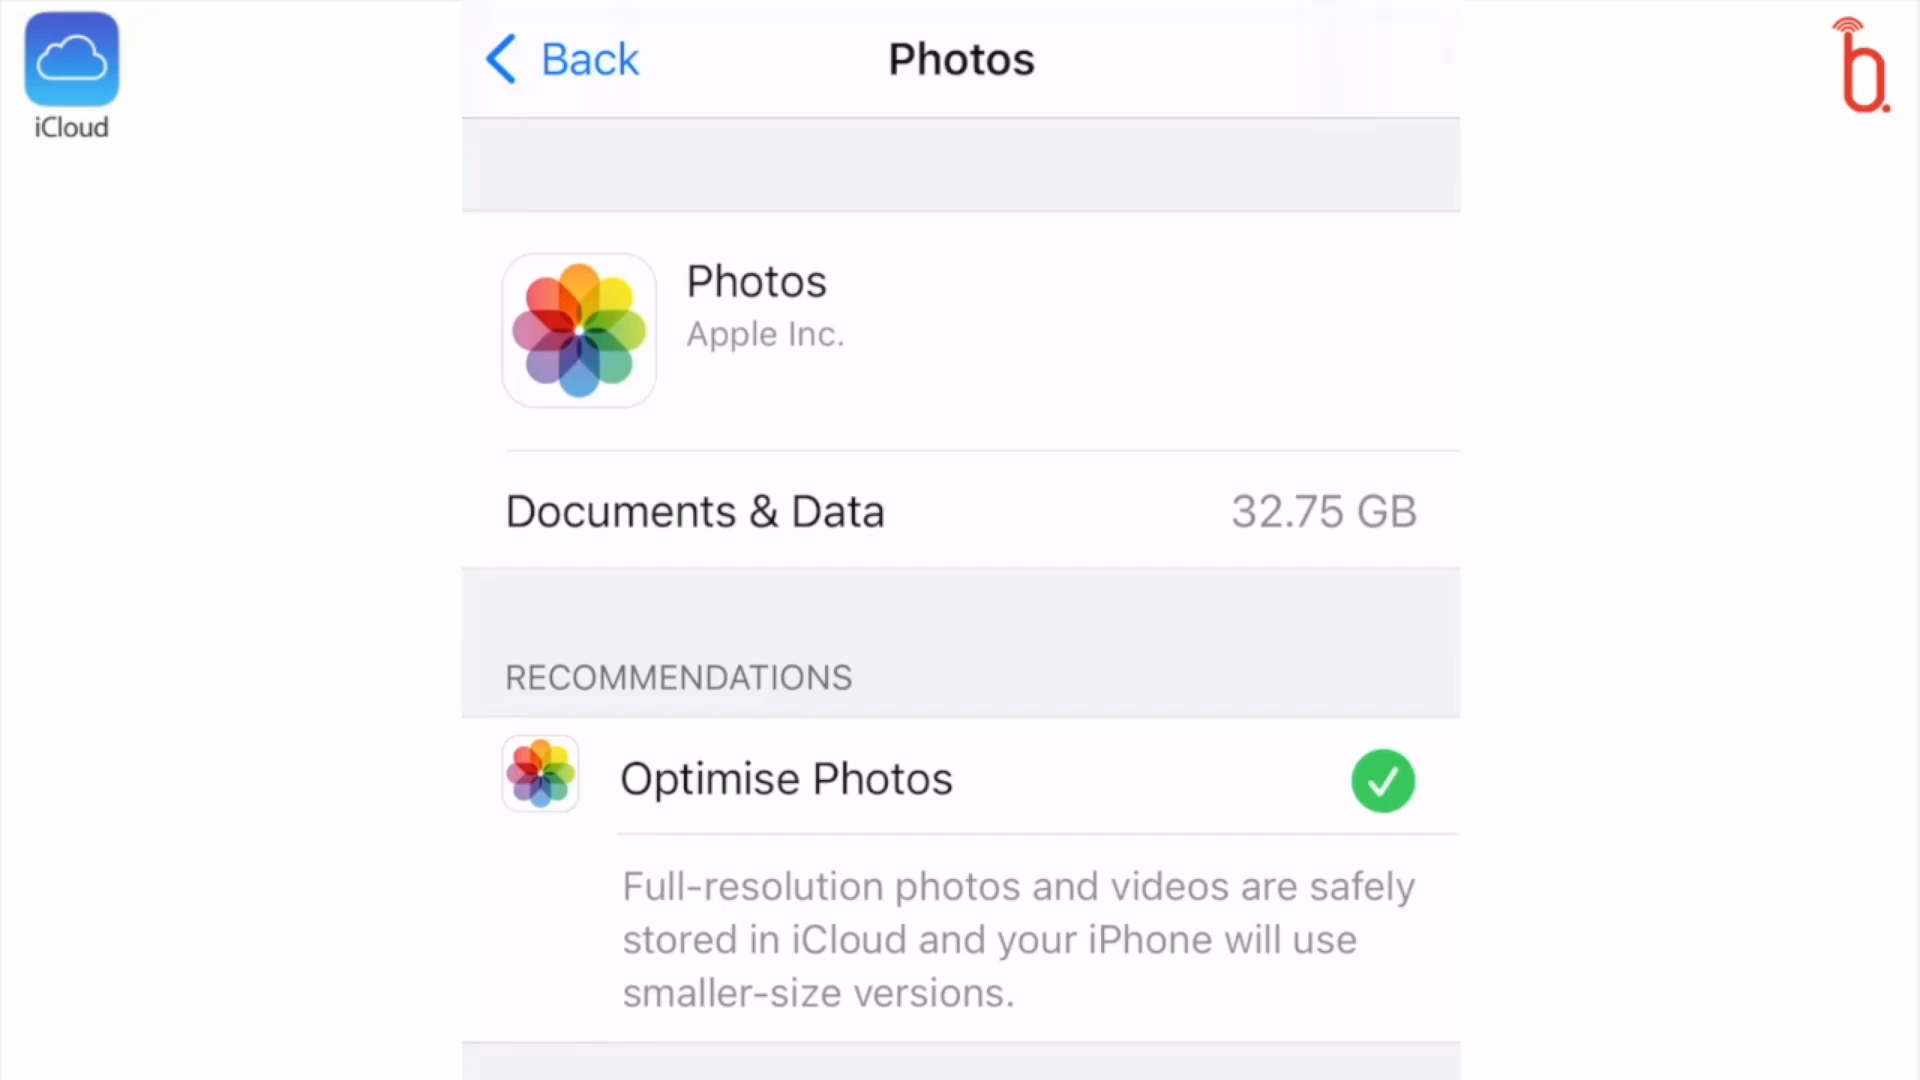 iCloud
Back
Photos
b.
Photos
Apple Inc.
Documents & Data
32.75 GB
RECOMMENDATIONS
Optimise Photos
Full-resolution photos and videos are safely
stored in iCloud and your iPhone will use
smaller-size versions.